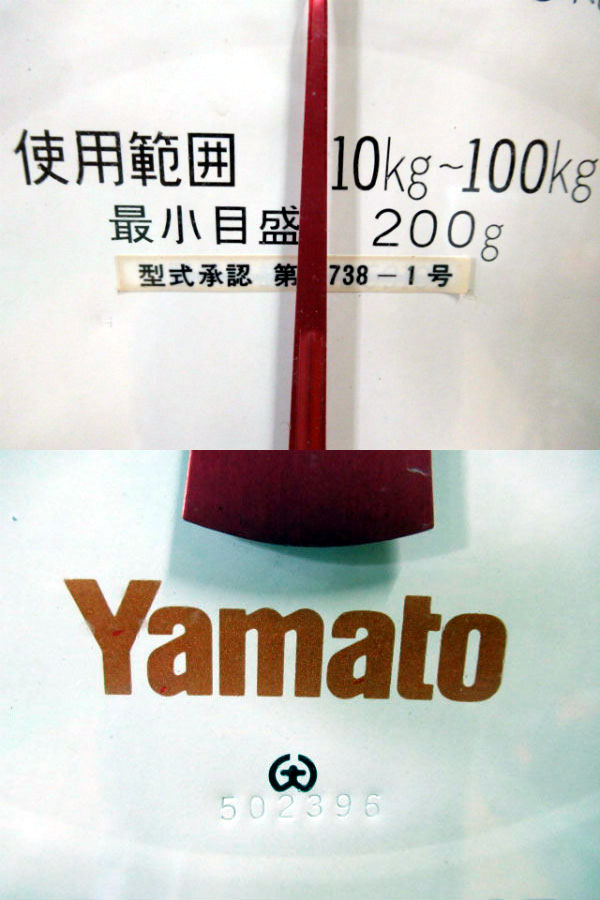 使用範囲 10kg~100kg
最小目盛 200g
型式承認 第 738-1号
Yamato
502396